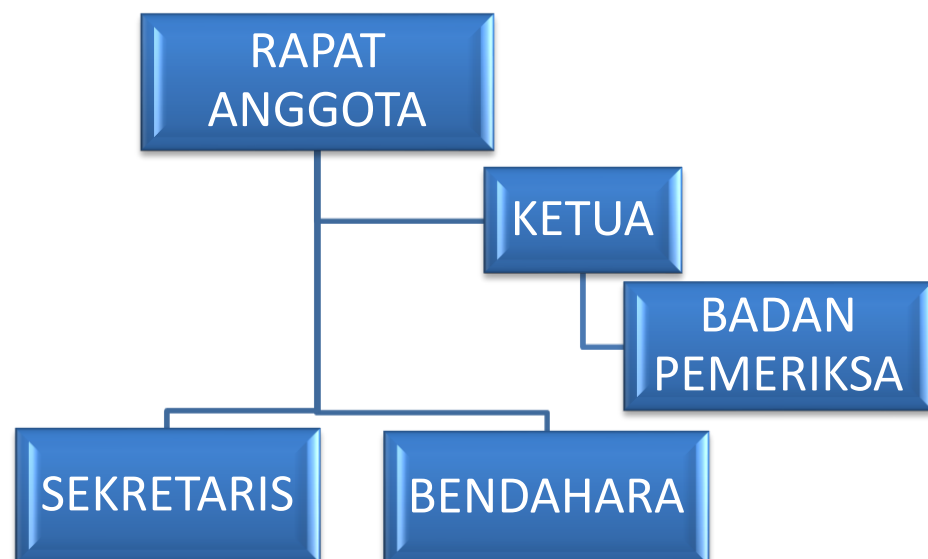 RAPAT
ANGGOTA
KETUA
BADAN
PEMERIKSA
SEKRETARIS
BENDAHARA